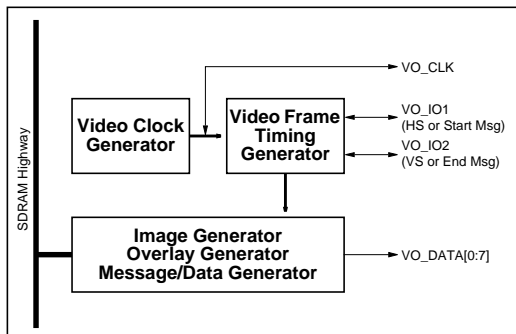 SDRAM Highway
VO_CLK
Video Clock
Generator
Video Frame
Timing
Generator
VO_IO1
(HS or Start Msg)
VO_IO2
(VS or End Msg)
Image Generator
Overlay Generator
Message/Data Generator
VO_DATA[0:7]